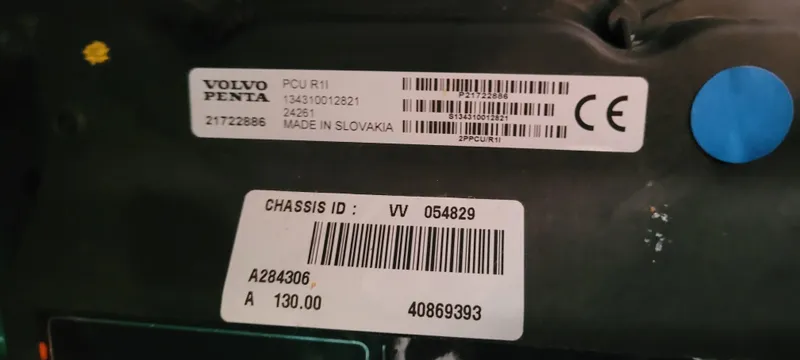 VOLVO
PENTA
21722886
PCU R1I
134310012821
24261
MADE IN SLOVAKIA
P21722886
S134310012821
2PPCU/R1I
CE
CHASSIS ID : VV 054829
A284306
A 130.00 40869393